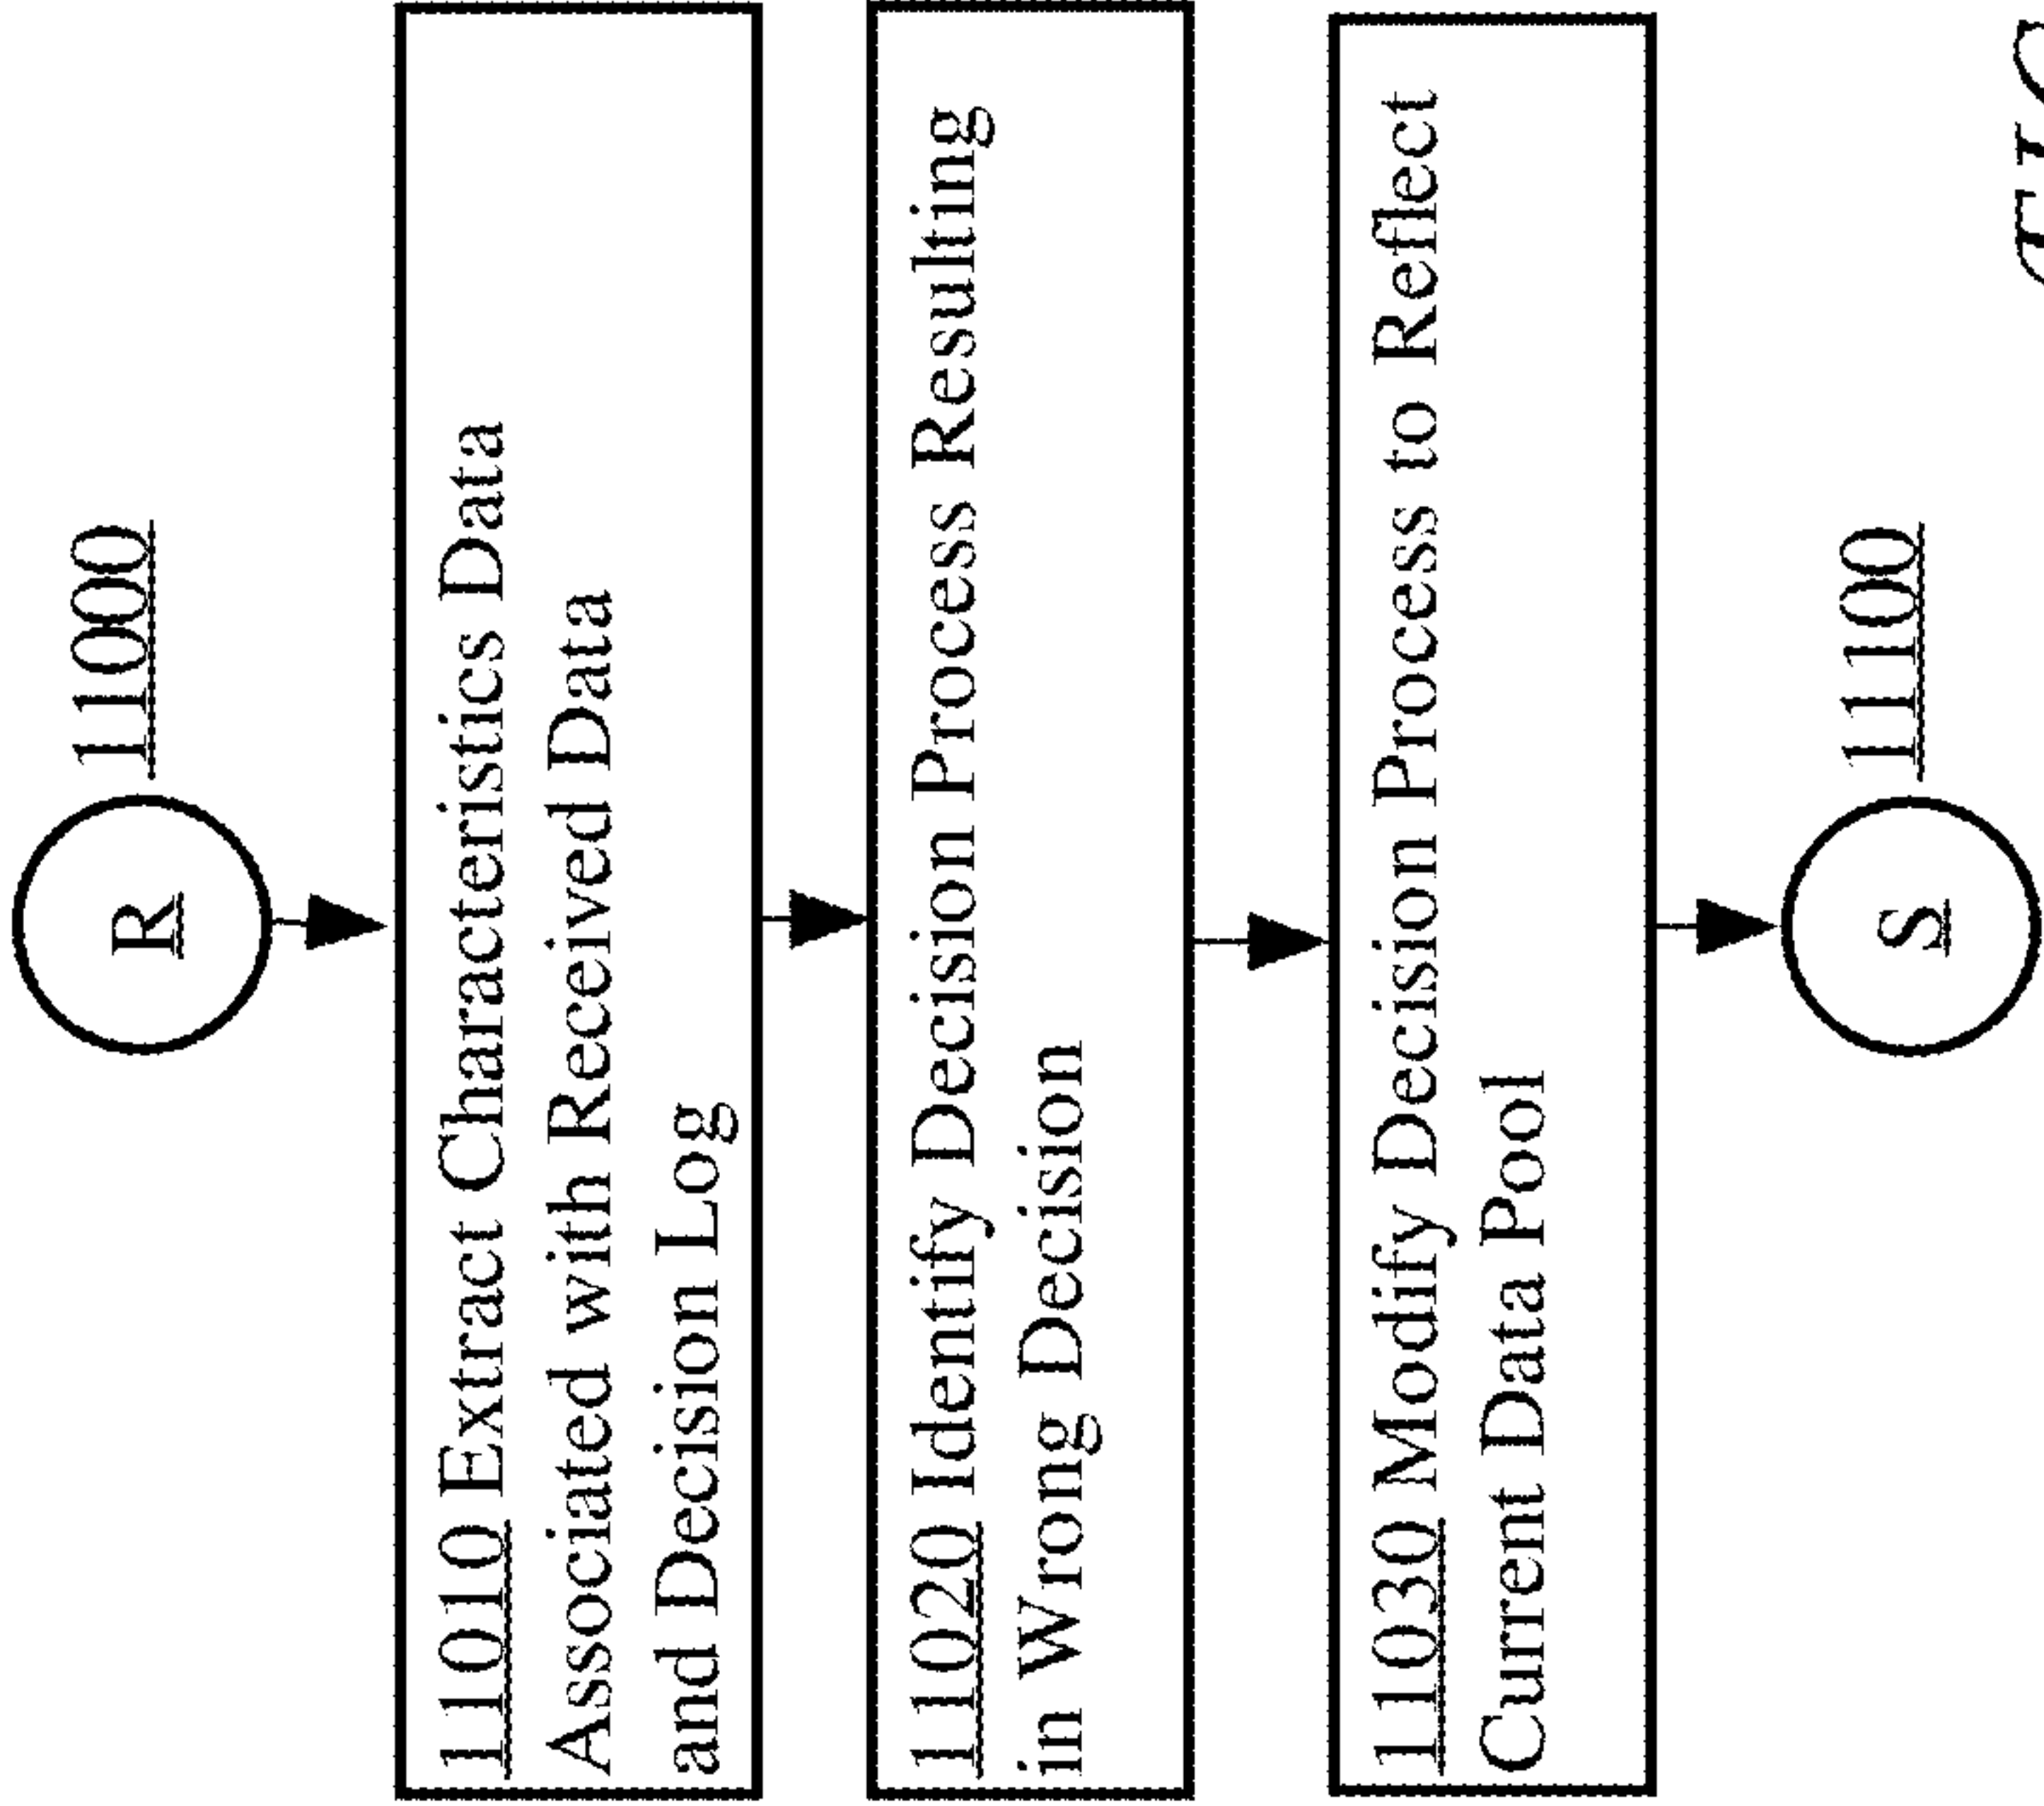 R 11000
11010 Extract Characteristics Data
Associated with Received Data
and Decision Log
11020 Identify Decision Process Resulting
in Wrong Decision
11030 Modify Decision Process to Reflect
Current Data Pool
S 11100